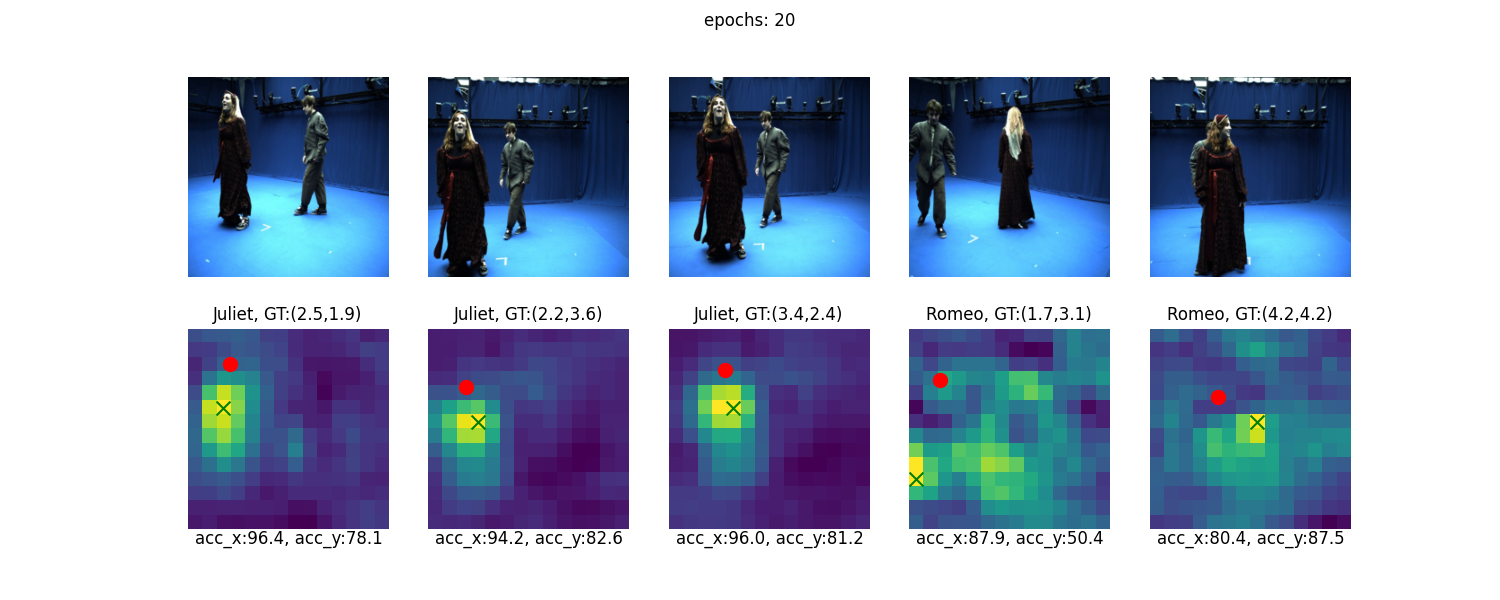 epochs: 20
Juliet, GT:(2.5,1.9)
Juliet, GT:(2.2,3.6)
Juliet, GT:(3.4,2.4)
Romeo, GT:(1.7,3.1)
Romeo, GT:(4.2,4.2)
acc_x:96.4, acc_y:78.1
acc_x:94.2, acc_y:82.6
acc_x:96.0, acc_y:81.2
acc_x:87.9, acc_y:50.4
acc_x:80.4, acc_y:87.5